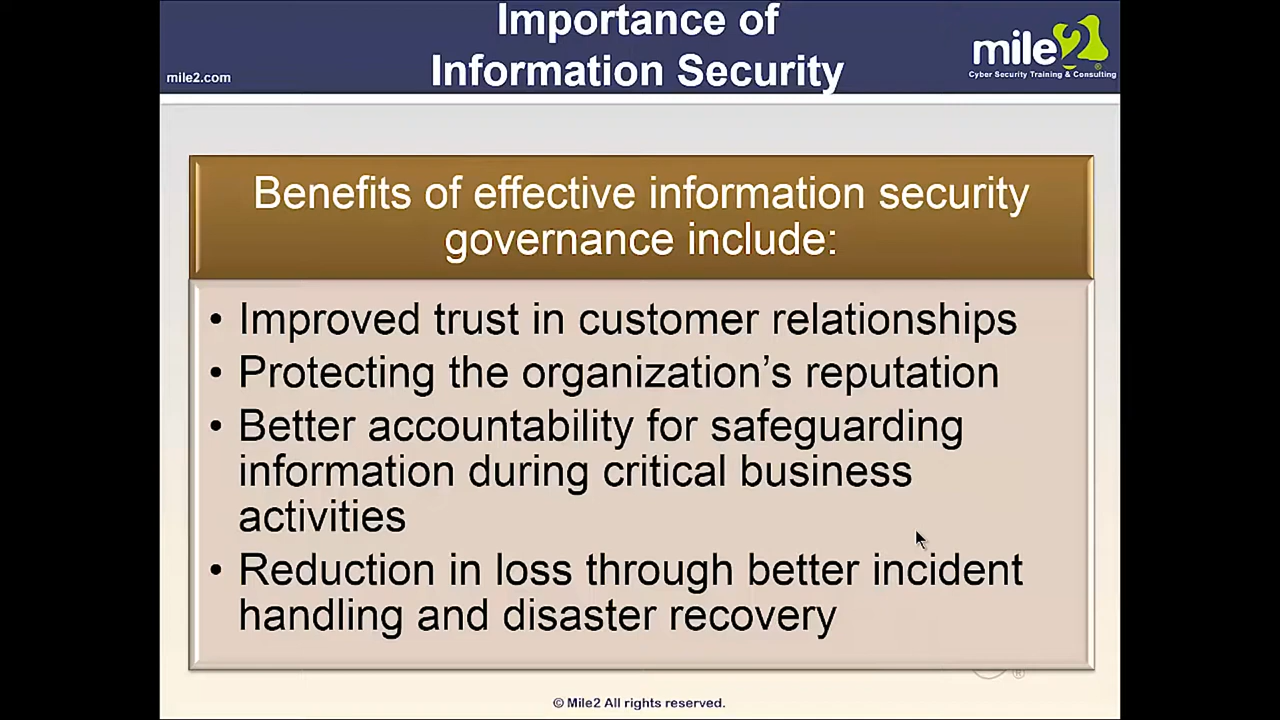 Importance of
Information Security
mile2.com
mile2
Cyber Security Training & Consulting
Benefits of effective information security
governance include:
• Improved trust in customer relationships
• Protecting the organization’s reputation
• Better accountability for safeguarding
information during critical business
activities
• Reduction in loss through better incident
handling and disaster recovery
®
© Mile2 All rights reserved.